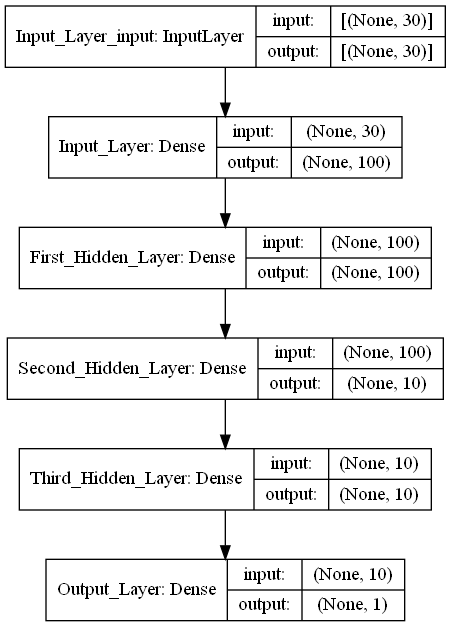 Input_Layer_input: InputLayer
input: [(None, 30)]
output: [(None, 30)]
Input_Layer: Dense
input: (None, 30)
output: (None, 100)
First_Hidden_Layer: Dense
input: (None, 100)
output: (None, 100)
Second_Hidden_Layer: Dense
input: (None, 100)
output: (None, 10)
Third_Hidden_Layer: Dense
input: (None, 10)
output: (None, 10)
Output_Layer: Dense
input: (None, 10)
output: (None, 1)